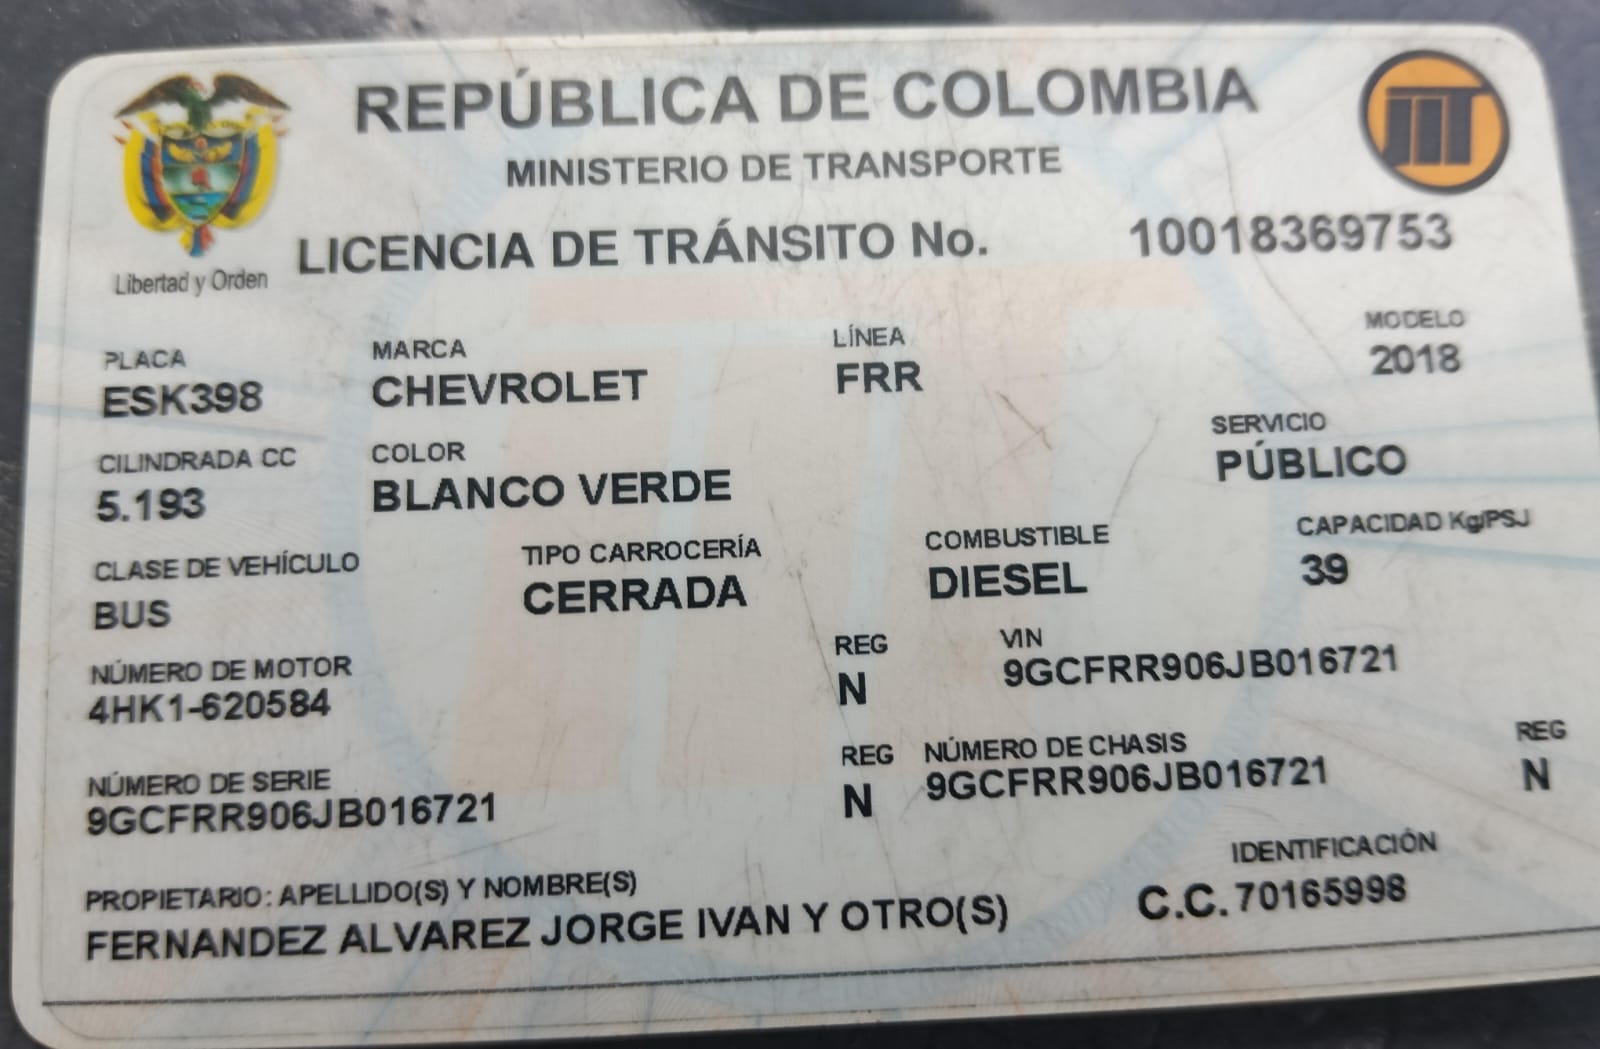 REPÚBLICA DE COLOMBIA
MINISTERIO DE TRANSPORTE
Libertad y Orden
LICENCIA DE TRÁNSITO No. 10018369753
PLACA MARCA LÍNEA MODELO
ESK398 CHEVROLET FRR 2018
CILINDRADA CC COLOR SERVICIO
5.193 BLANCO VERDE PÚBLICO
CLASE DE VEHÍCULO TIPO CARROCERÍA COMBUSTIBLE CAPACIDAD Kg/PSJ
BUS CERRADA DIESEL 39
NÚMERO DE MOTOR REG VIN
4HK1-620584 N 9GCFRR906JB016721
NÚMERO DE SERIE REG NÚMERO DE CHASIS REG
9GCFRR906JB016721 N 9GCFRR906JB016721 N
PROPIETARIO: APELLIDO(S) Y NOMBRE(S) IDENTIFICACIÓN
FERNANDEZ ALVAREZ JORGE IVAN Y OTRO(S) C.C. 70165998